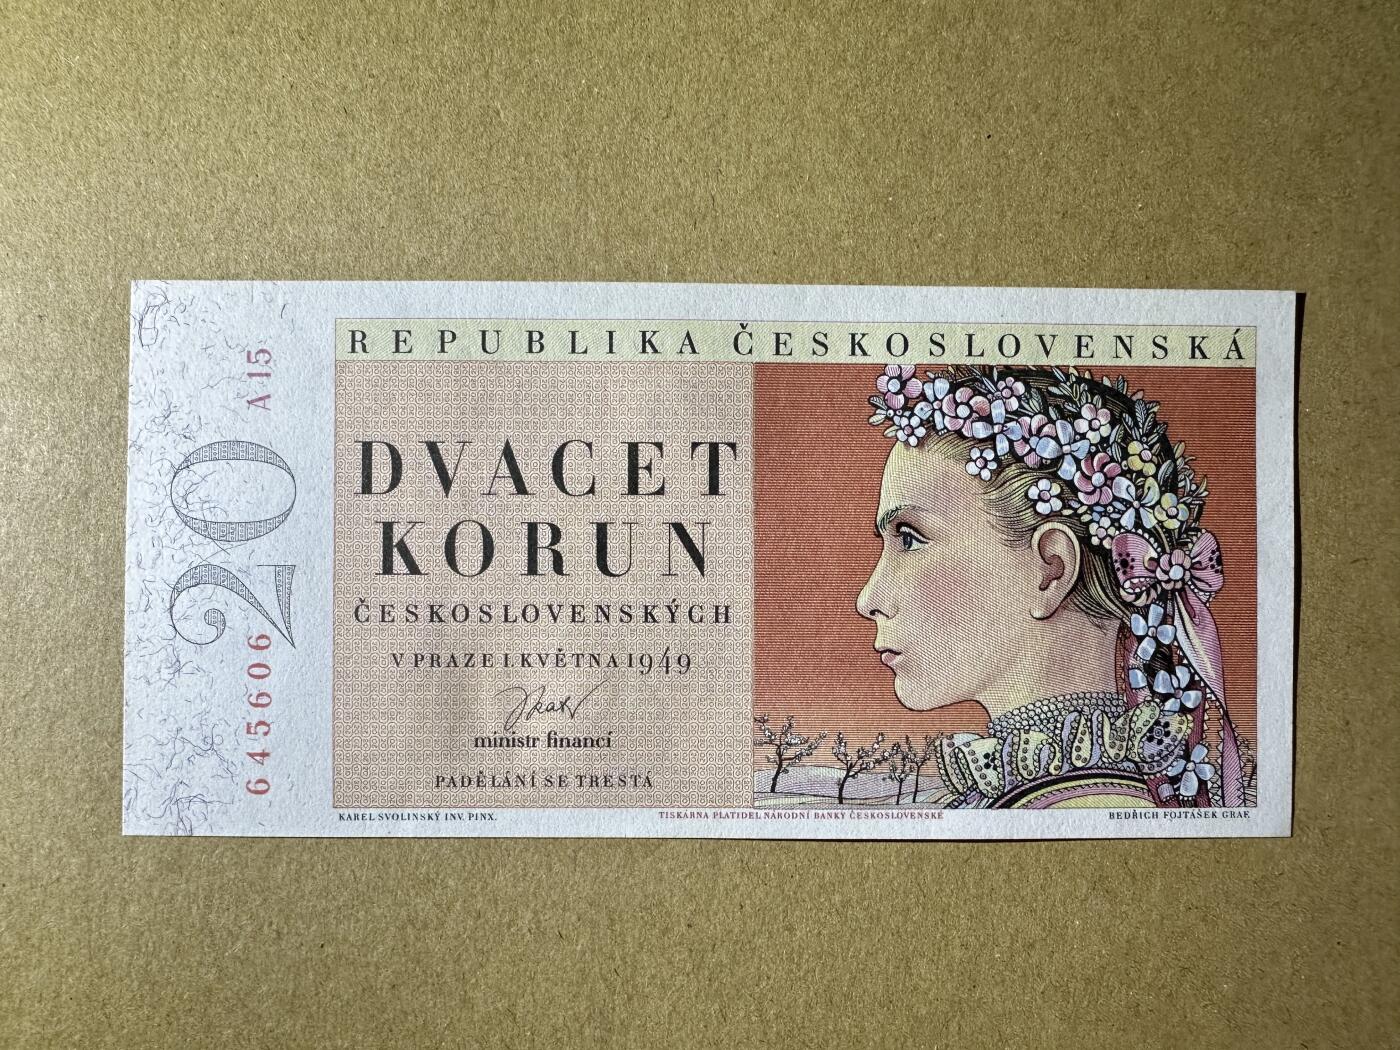 REPUBLIKA ČESKOSLOVENSKÁ
A 15
20
645606
DVACET
KORUN
ČESKOSLOVENSKÝCH
V PRAZE 1. KVĚTNA 1949
ministr financí
PADĚLÁNÍ SE TRESTÁ
KAREL SVOLINSKÝ INV. PINX.
TISKÁRNA PLATIDEL NÁRODNÍ BANKY ČESKOSLOVENSKÉ
BEDŘICH FOJTÁŠEK GRAF.